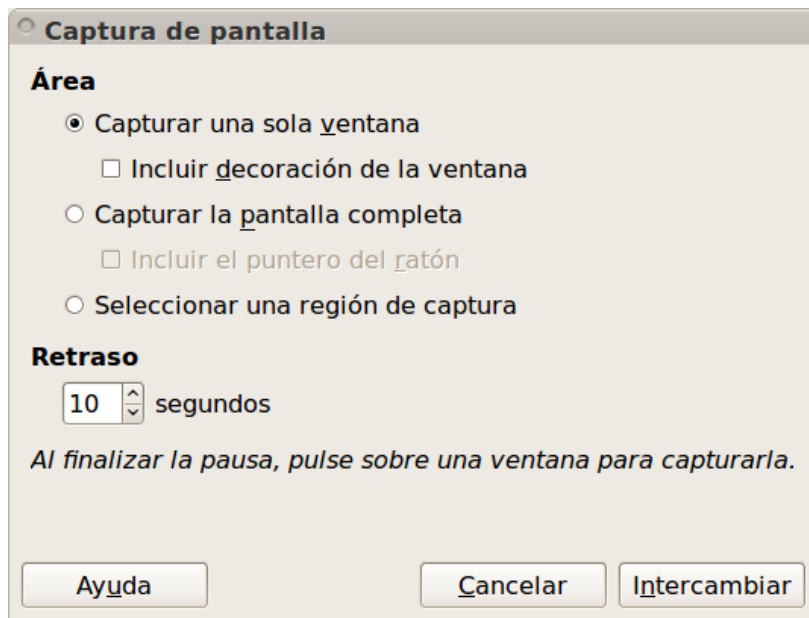 Captura de pantalla
Área
Capturar una sola ventana
Incluir decoración de la ventana
Capturar la pantalla completa
Incluir el puntero del ratón
Seleccionar una región de captura
Retraso
10 segundos
Al finalizar la pausa, pulse sobre una ventana para capturarla.
Ayuda Cancelar Intercambiar